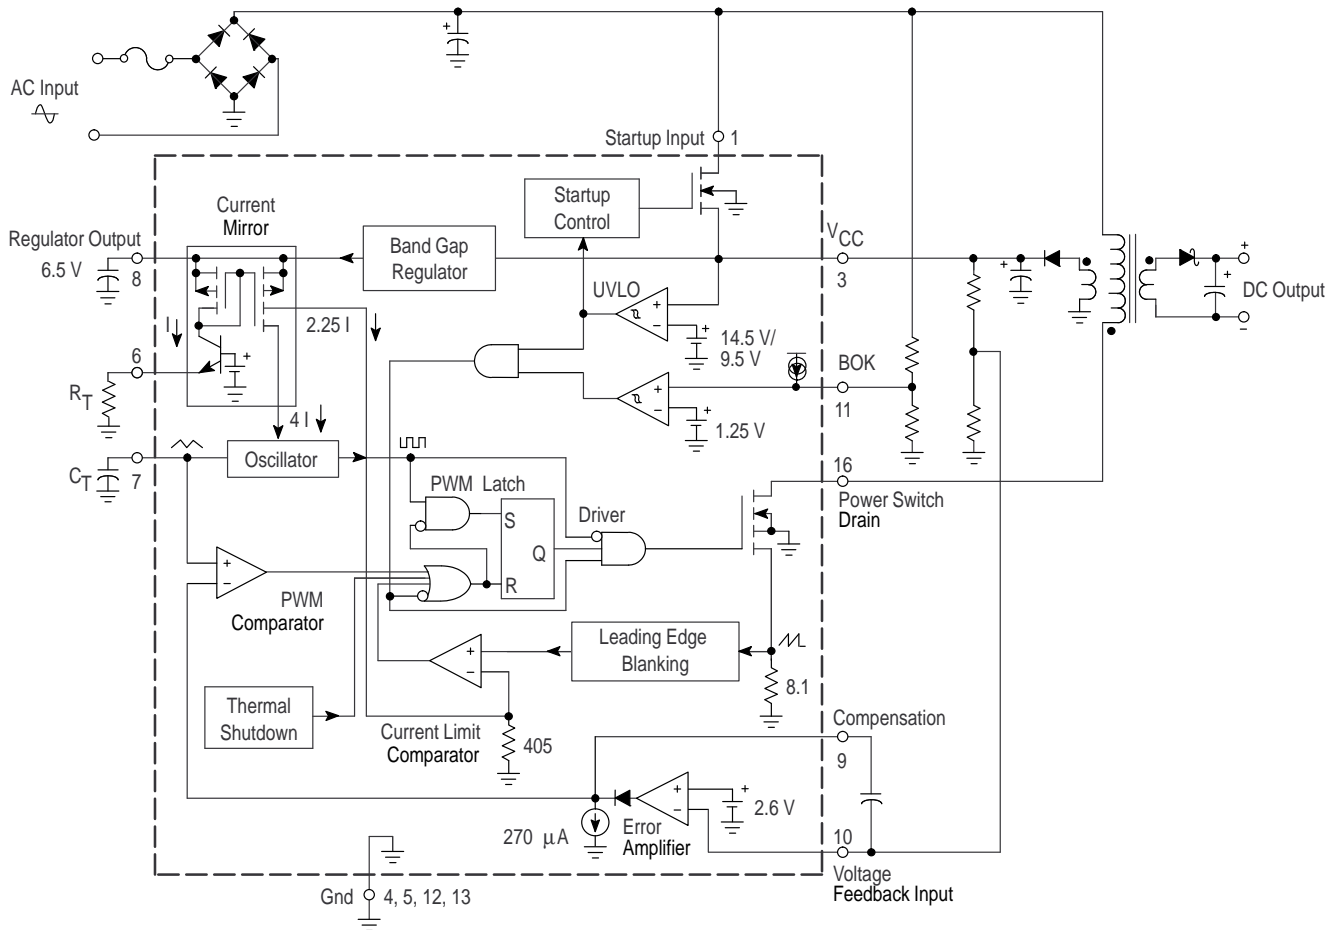 AC Input
Startup Input
1
Startup
Control
Current
Mirror
Regulator Output
6.5 V
8
Band Gap
Regulator
VCC
3
+
DC Output
-
UVLO
+
-
14.5 V/
9.5 V
2.25 I
I
6
RT
4 I
BOK
11
+
-
1.25 V
CT
7
Oscillator
16
Power Switch
Drain
PWM Latch
S
Q
R
Driver
+
-
PWM
Comparator
Leading Edge
Blanking
+
-
8.1
Thermal
Shutdown
Current Limit
Comparator
405
Compensation
9
270 μA
Error
Amplifier
+
-
2.6 V
10
Voltage
Feedback Input
Gnd
4, 5, 12, 13